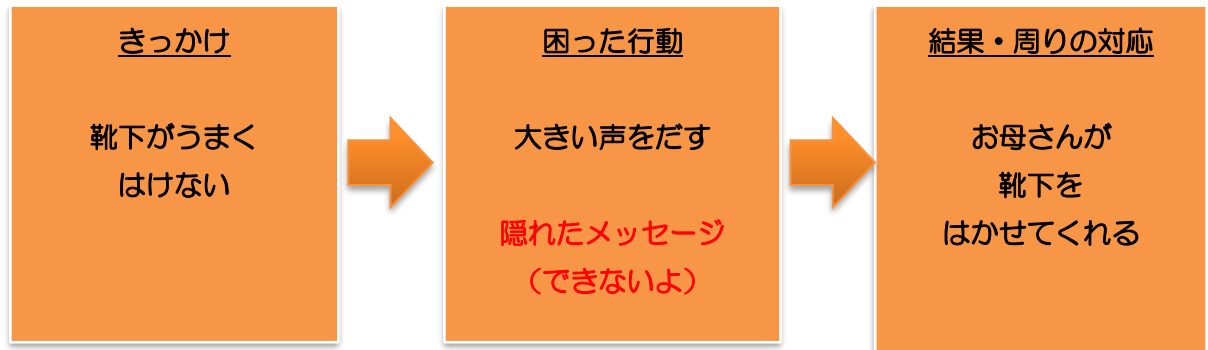 きっかけ
靴下がうまく
はけない
困った行動
大きい声をだす
隠れたメッセージ
（できないよ）
結果・周りの対応
お母さんが
靴下を
はかせてくれる